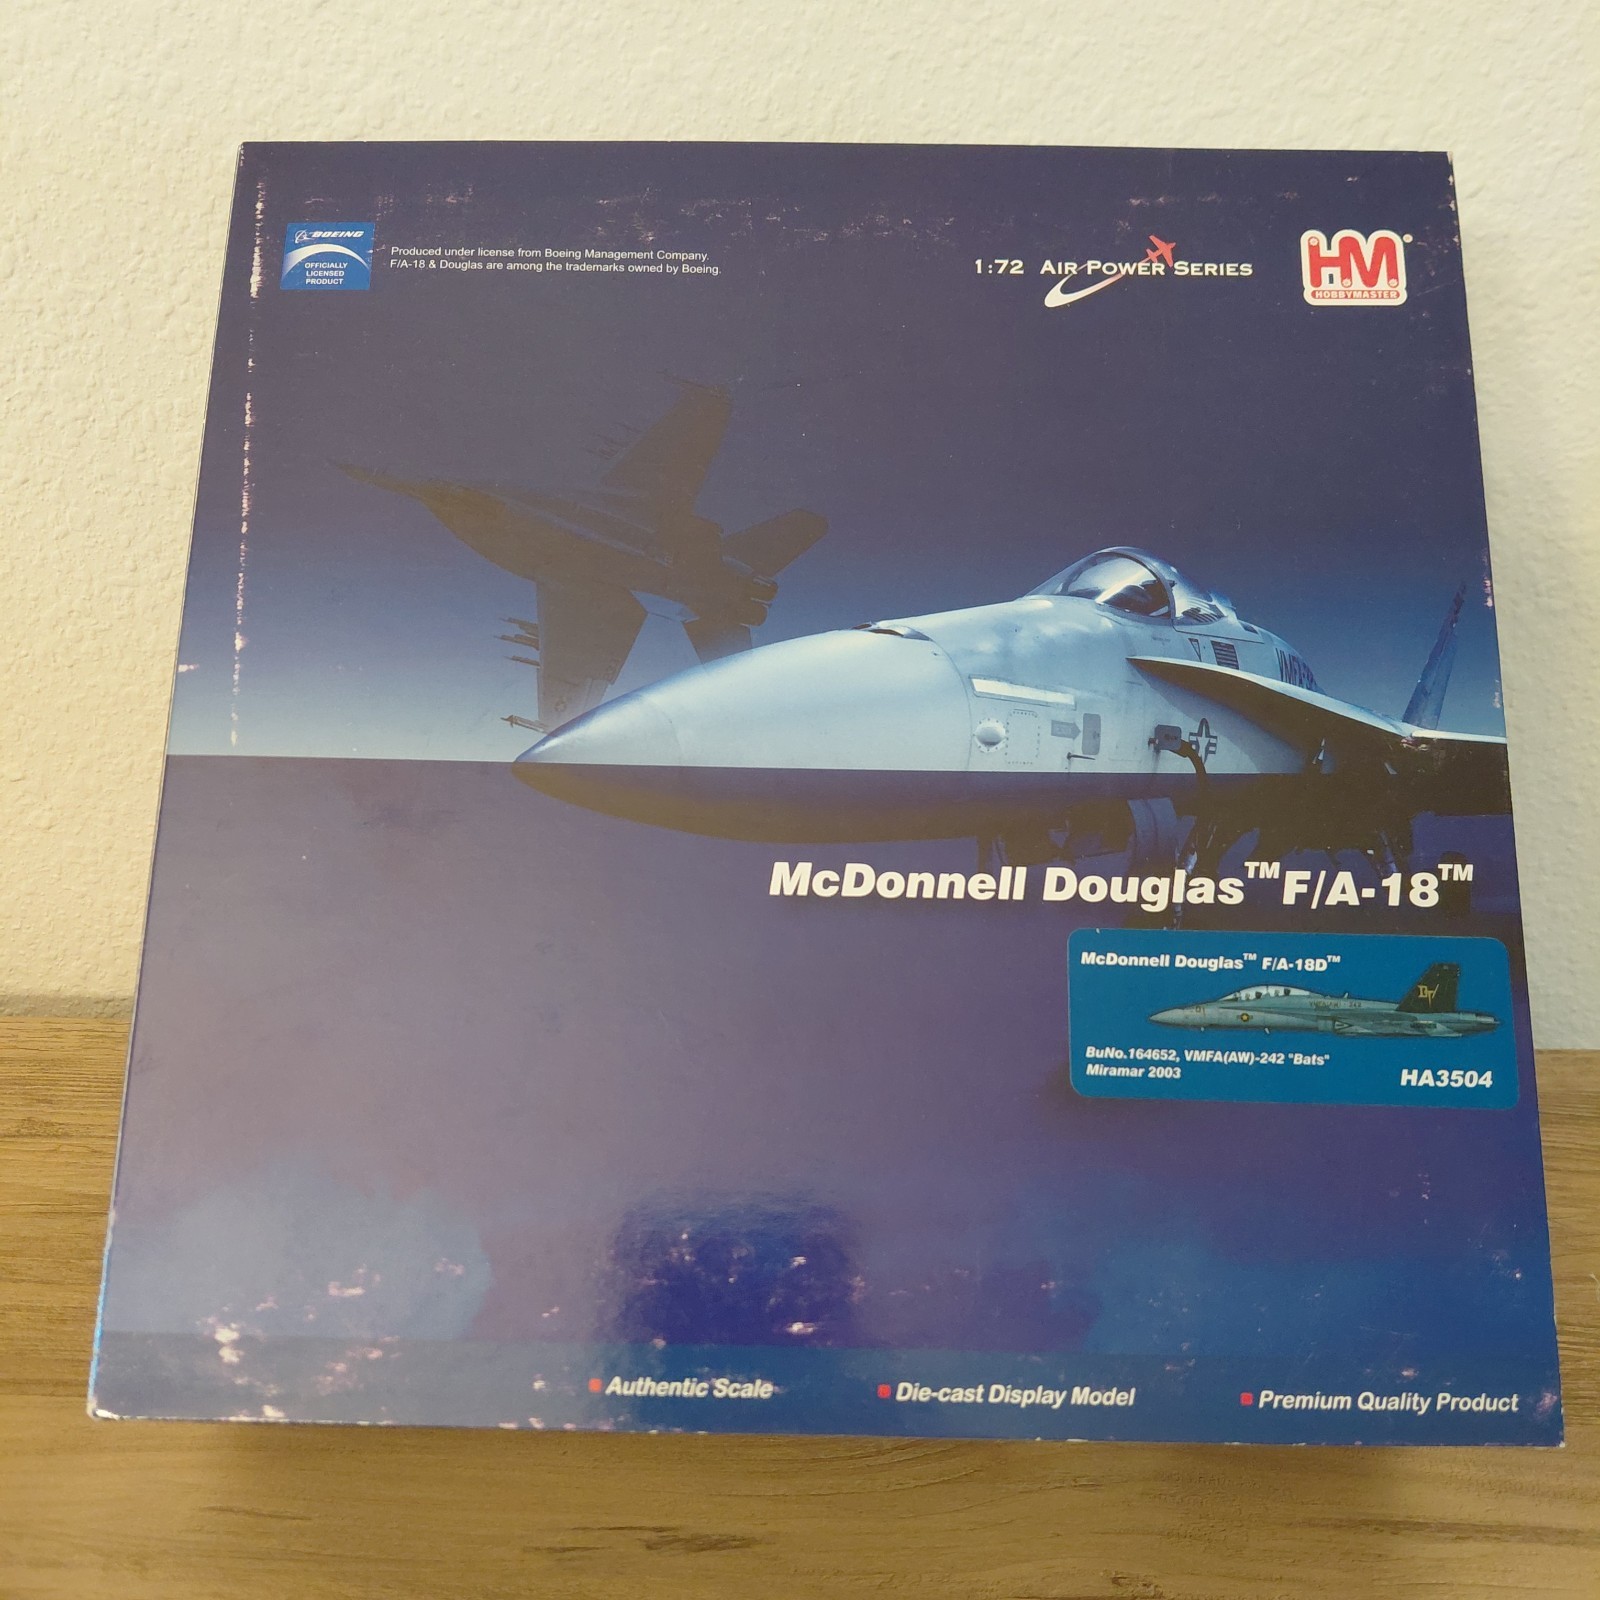 BOEING
OFFICIALLY
LICENSED
PRODUCT
Produced under license from Boeing Management Company.
F/A-18 & Douglas are among the trademarks owned by Boeing.
1:72 AIR POWER SERIES
HM®
HOBBYMASTER
McDonnell Douglas™ F/A-18™
McDonnell Douglas™ F/A-18D™
DT
BuNo.164652, VMFA(AW)-242 "Bats"
Miramar 2003
HA3504
Authentic Scale
Die-cast Display Model
Premium Quality Product